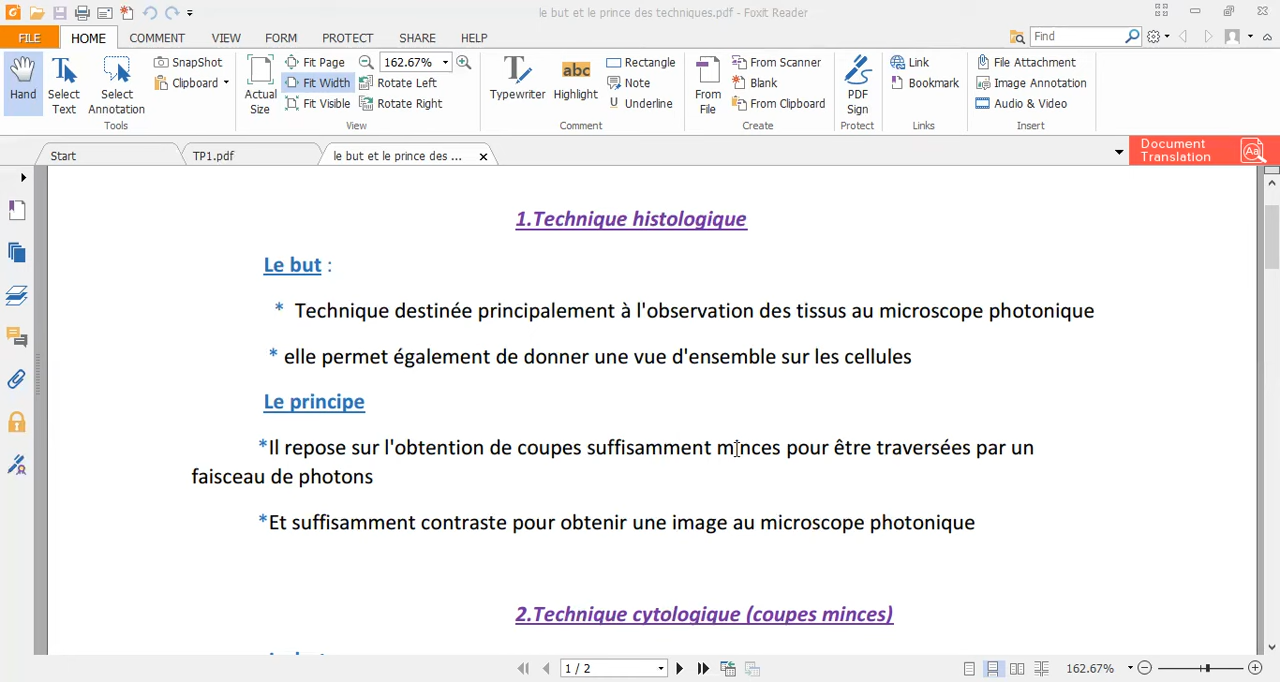 le but et le prince des techniques.pdf - Foxit Reader
FILE HOME COMMENT VIEW FORM PROTECT SHARE HELP
Find
Hand
Select Text
Select Annotation
SnapShot
Clipboard
Tools
Actual Size
Fit Page
Fit Width
Fit Visible
162.67%
Rotate Left
Rotate Right
View
Typewriter
Highlight
Rectangle
Note
Underline
Comment
From File
From Scanner
Blank
From Clipboard
Create
PDF Sign
Protect
Link
Bookmark
Links
File Attachment
Image Annotation
Audio & Video
Insert
Start
TP1.pdf
le but et le prince des ...
Document
Translation
1.Technique histologique
Le but :
* Technique destinée principalement à l'observation des tissus au microscope photonique
* elle permet également de donner une vue d'ensemble sur les cellules
Le principe
*Il repose sur l'obtention de coupes suffisamment minces pour être traversées par un
faisceau de photons
*Et suffisamment contraste pour obtenir une image au microscope photonique
2.Technique cytologique (coupes minces)
1 / 2
162.67%